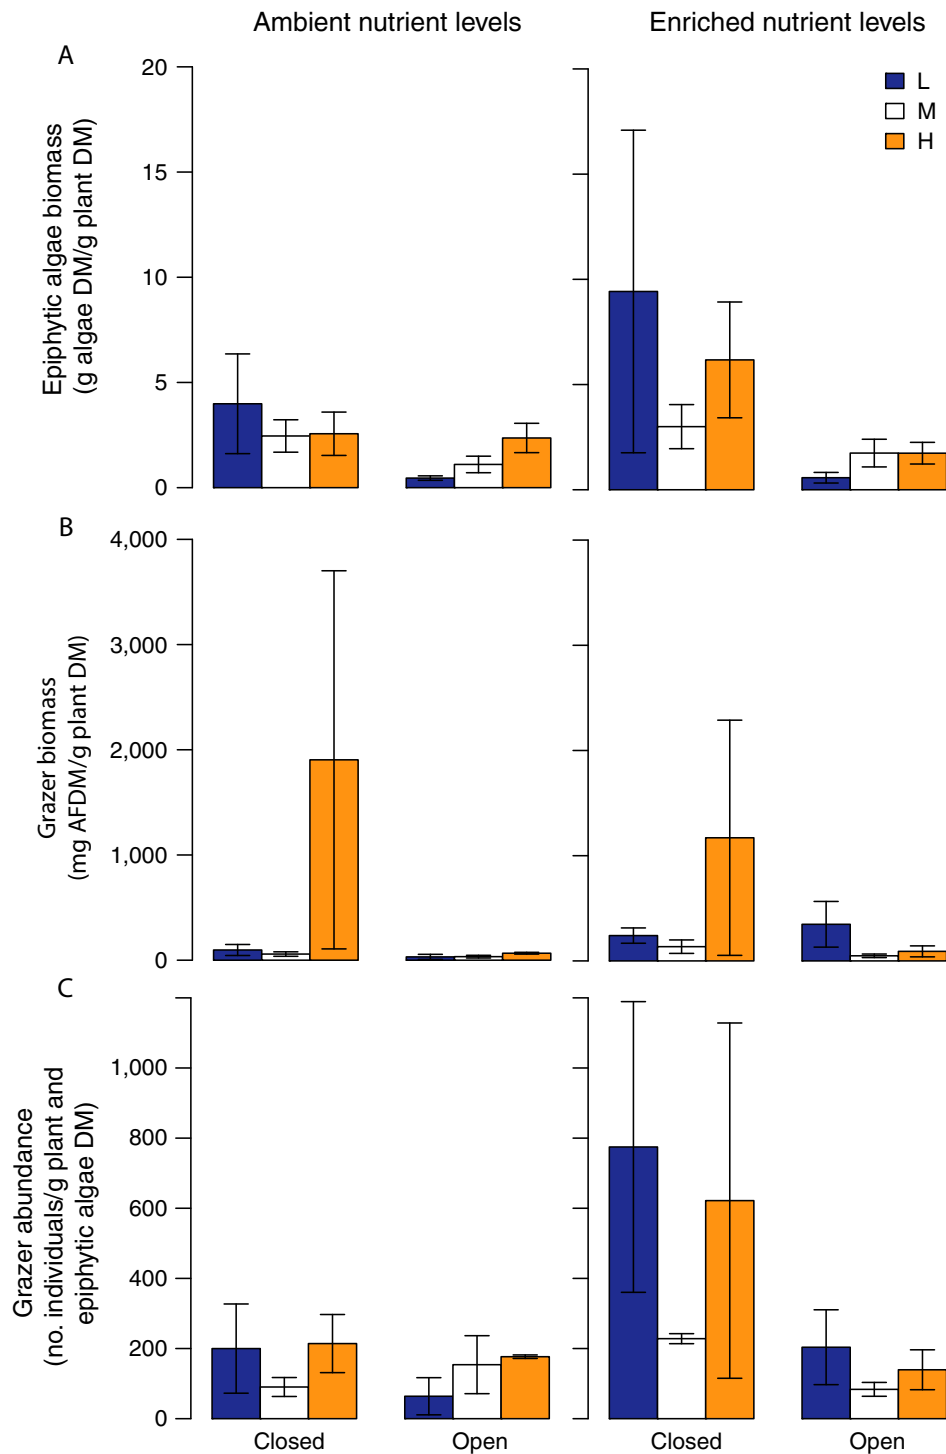 Ambient nutrient levels
Enriched nutrient levels
A
Epiphytic algae biomass
(g algae DM/g plant DM)
20
15
10
5
0
L
M
H
B
Grazer biomass
(mg AFDM/g plant DM)
4,000
3,000
2,000
1,000
0
C
Grazer abundance
(no. individuals/g plant and
epiphytic algae DM)
1,000
800
600
400
200
0
Closed
Open
Closed
Open